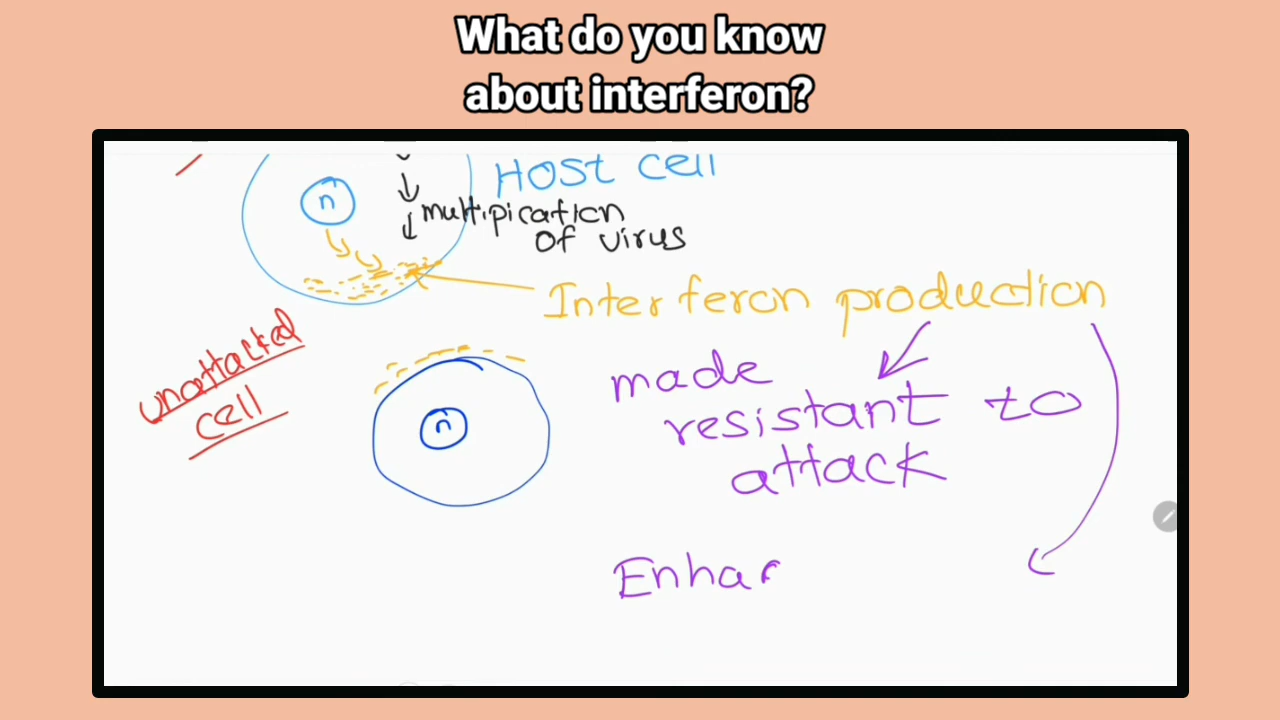 What do you know
about interferon?
Host cell
n
multipication
of virus
Interferon production
unattacked
cell
made
resistant to
attack
n
Enha